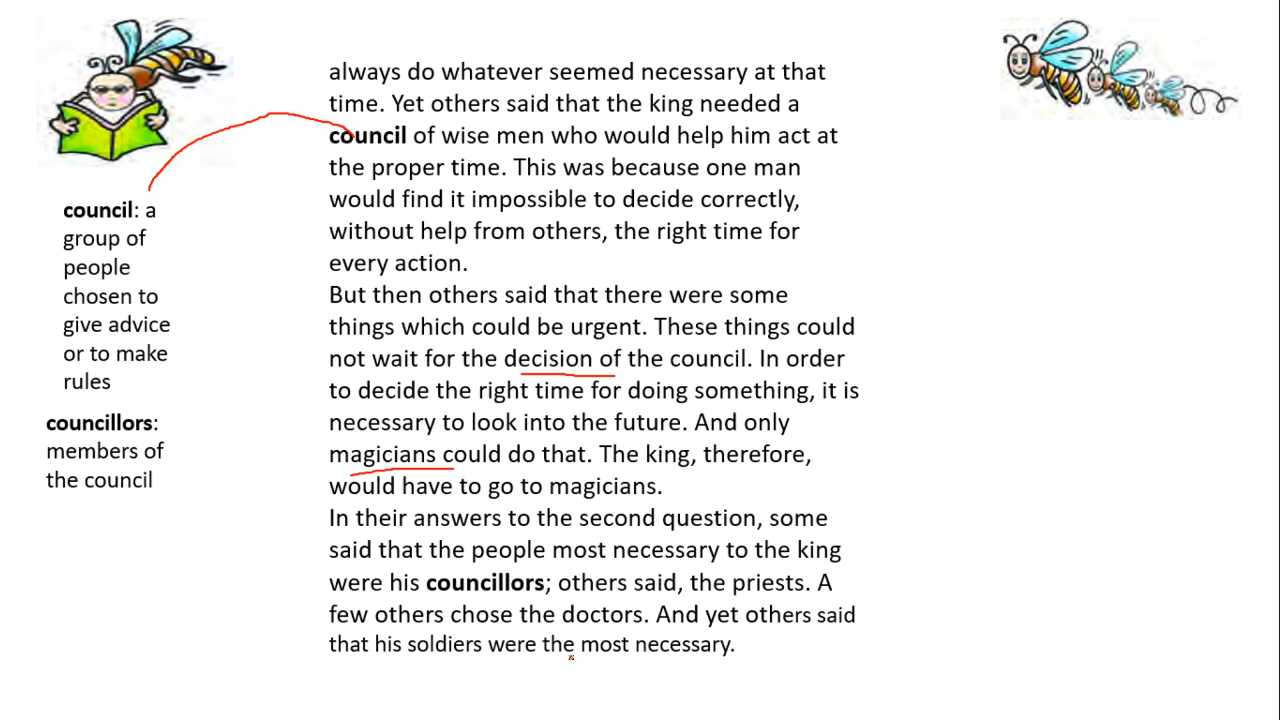 always do whatever seemed necessary at that
time. Yet others said that the king needed a
council of wise men who would help him act at
the proper time. This was because one man
would find it impossible to decide correctly,
without help from others, the right time for
every action.
But then others said that there were some
things which could be urgent. These things could
not wait for the decision of the council. In order
to decide the right time for doing something, it is
necessary to look into the future. And only
magicians could do that. The king, therefore,
would have to go to magicians.
In their answers to the second question, some
said that the people most necessary to the king
were his councillors; others said, the priests. A
few others chose the doctors. And yet others said
that his soldiers were the most necessary.
council: a
group of
people
chosen to
give advice
or to make
rules
councillors:
members of
the council